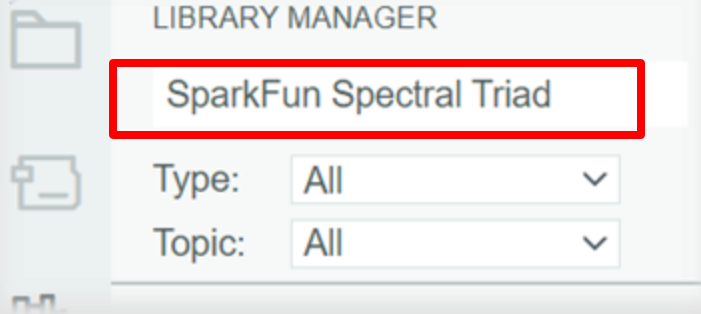 LIBRARY MANAGER
SparkFun Spectral Triad
Type: All
Topic: All